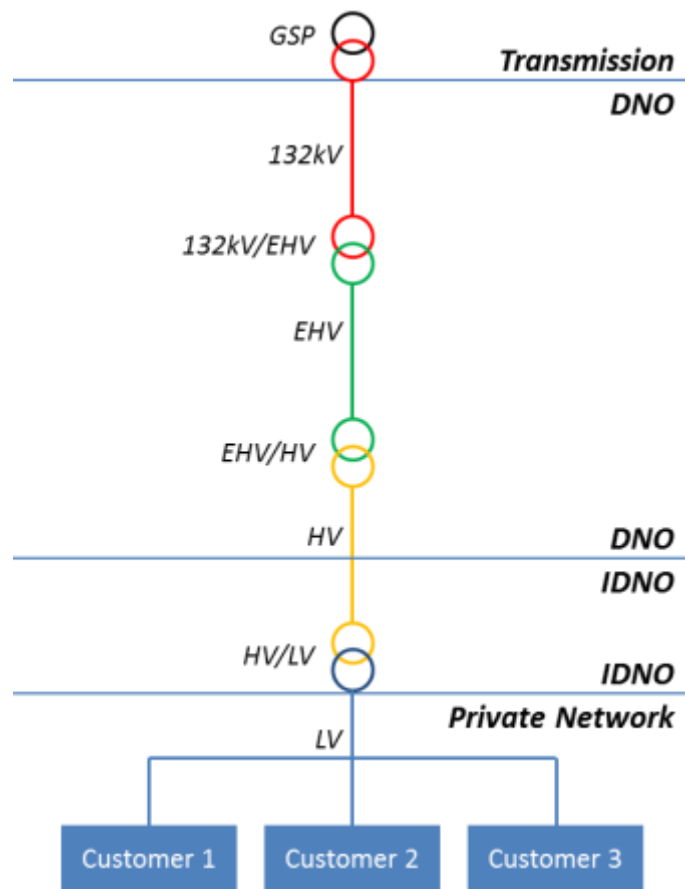 GSP
Transmission
DNO
132kV
132kV/EHV
EHV
EHV/HV
HV
DNO
IDNO
HV/LV
IDNO
Private Network
LV
Customer 1
Customer 2
Customer 3